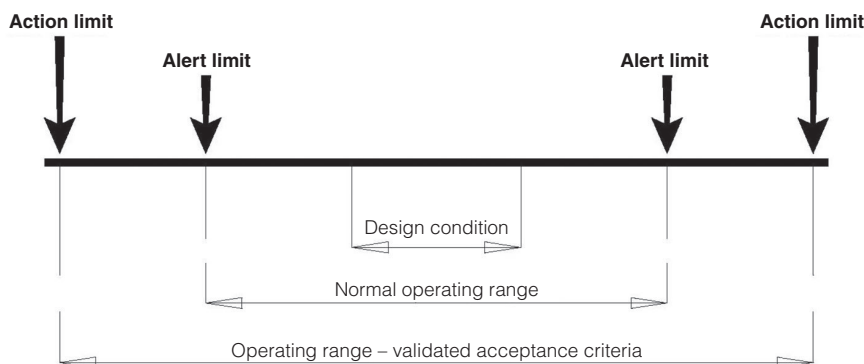 Action limit
Action limit
Alert limit
Alert limit
Design condition
Normal operating range
Operating range – validated acceptance criteria